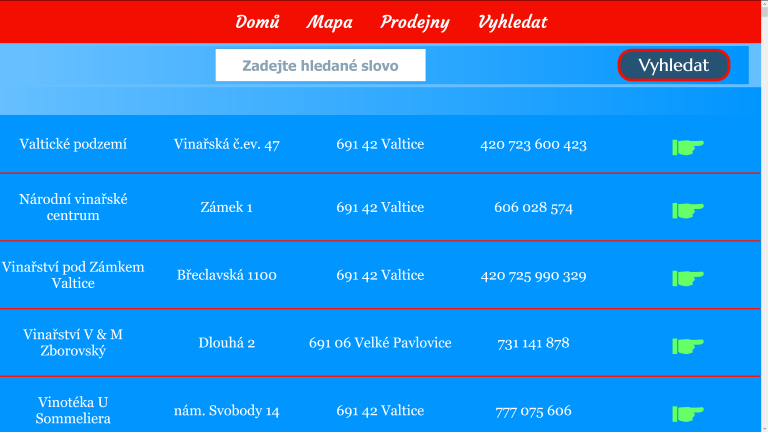 Domů Mapa Prodejny Vyhledat
Zadejte hledané slovo Vyhledat
Valtické podzemí Vinařská č.ev. 47 691 42 Valtice 420 723 600 423
Národní vinařské
centrum Zámek 1 691 42 Valtice 606 028 574
Vinařství pod Zámkem
Valtice Břeclavská 1100 691 42 Valtice 420 725 990 329
Vinařství V & M
Zborovský Dlouhá 2 691 06 Velké Pavlovice 731 141 878
Vinotéka U
Sommeliera nám. Svobody 14 691 42 Valtice 777 075 606